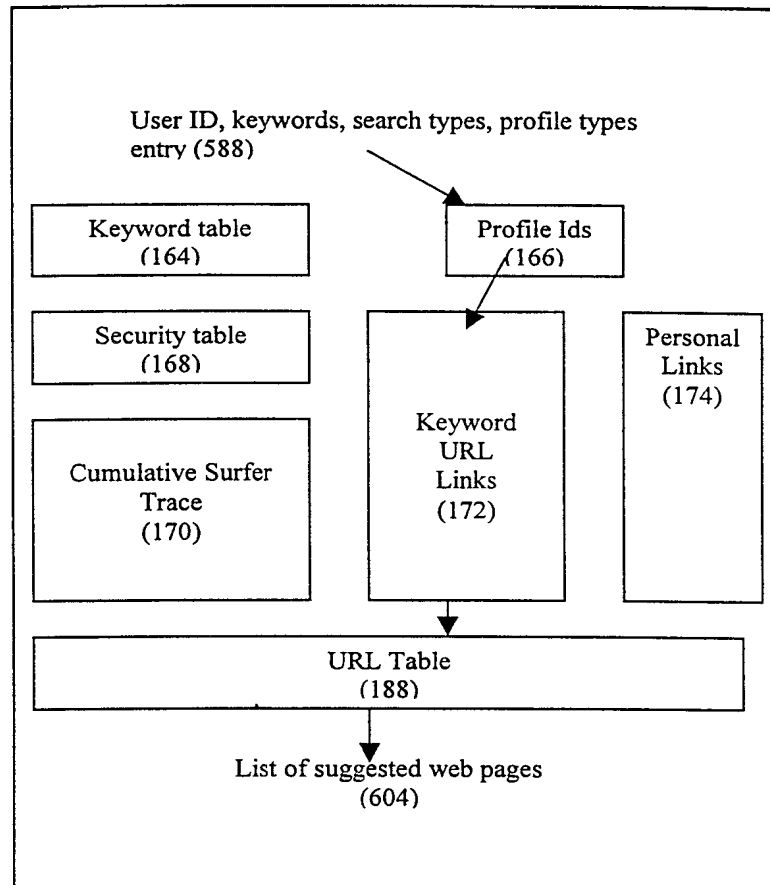 User ID, keywords, search types, profile types
entry (588)
Keyword table
(164)
Profile Ids
(166)
Security table
(168)
Keyword
URL
Links
(172)
Personal
Links
(174)
Cumulative Surfer
Trace
(170)
URL Table
(188)
List of suggested web pages
(604)